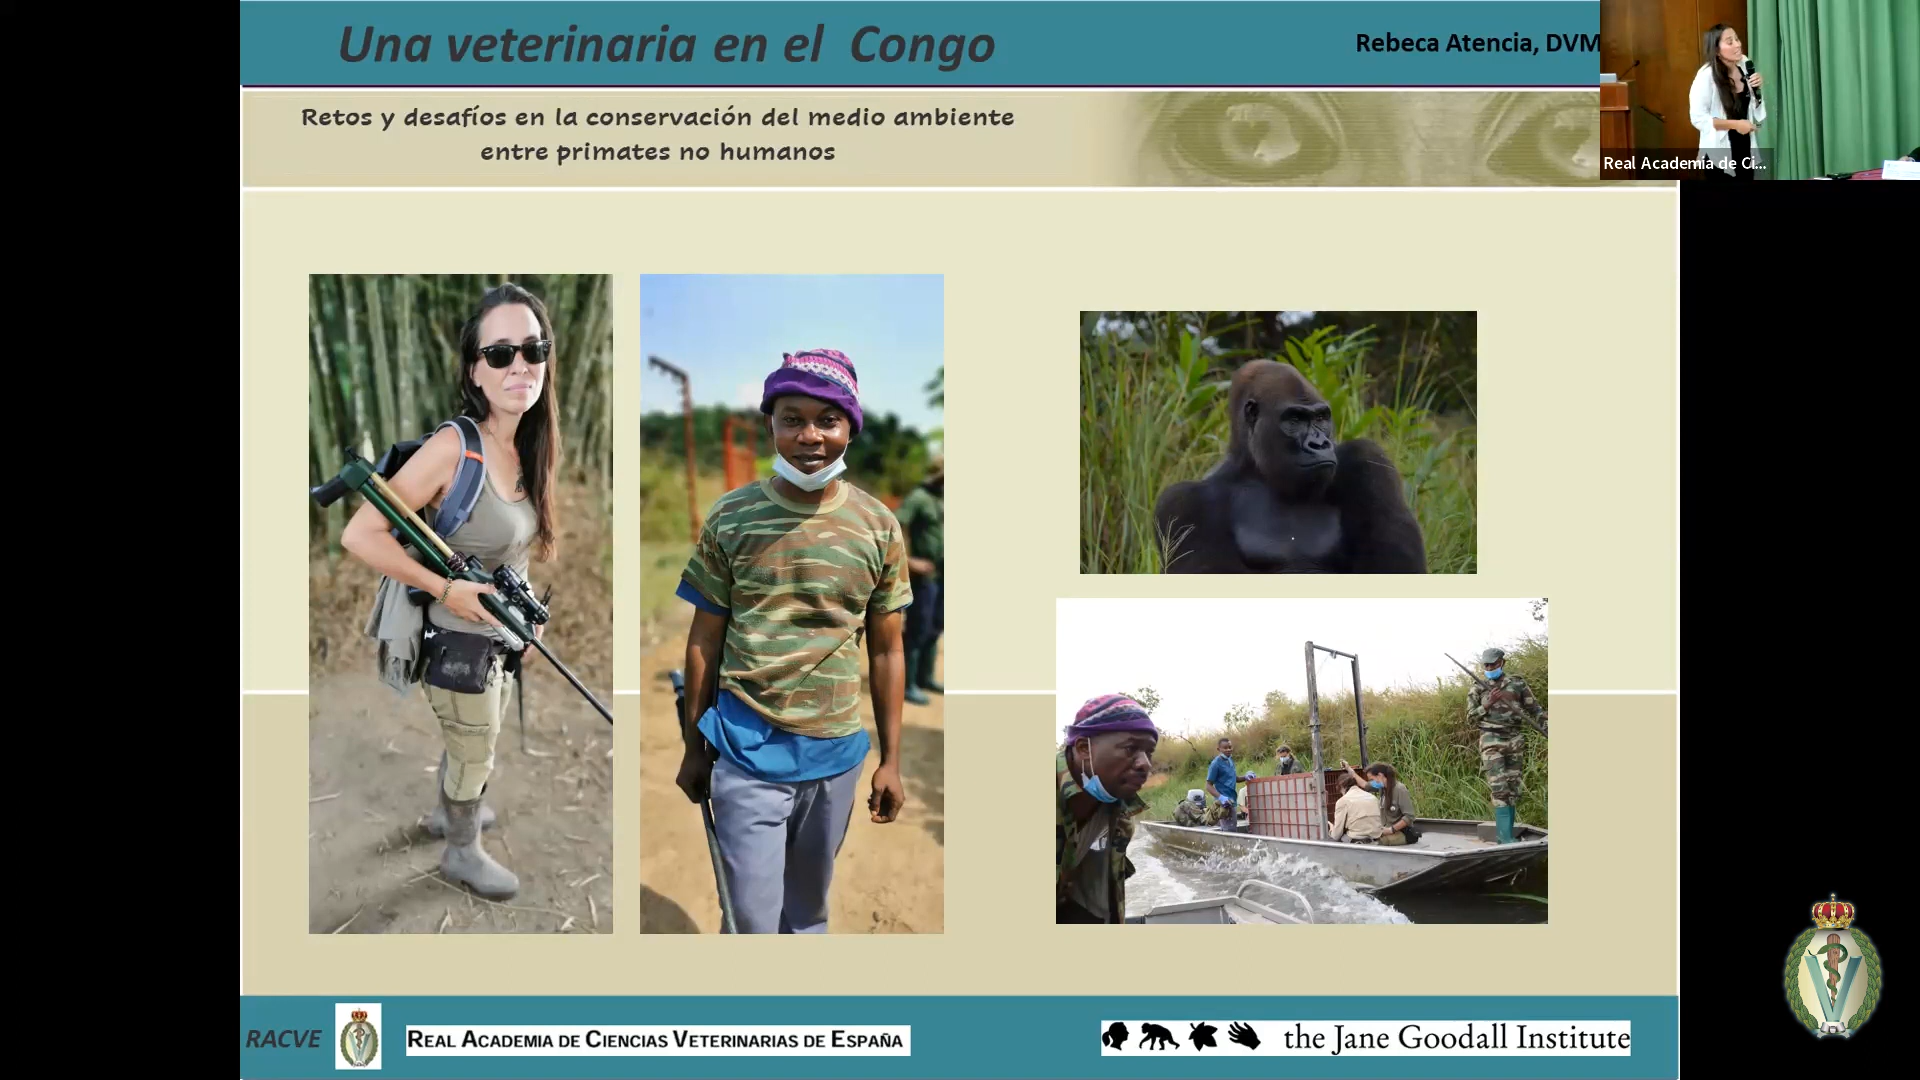 Una veterinaria en el Congo
Rebeca Atencia, DVM
Retos y desafíos en la conservación del medio ambiente
entre primates no humanos
Real Academia de Ci...
RACVE
REAL ACADEMIA DE CIENCIAS VETERINARIAS DE ESPAÑA
the Jane Goodall Institute